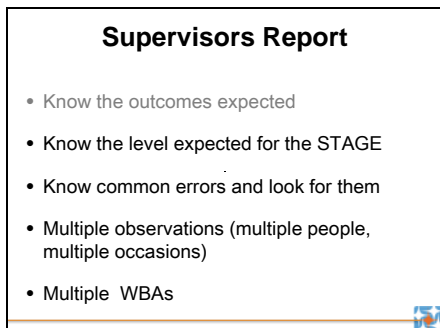 Supervisors Report
• Know the outcomes expected
• Know the level expected for the STAGE
• Know common errors and look for them
• Multiple observations (multiple people,
multiple occasions)
• Multiple WBAs